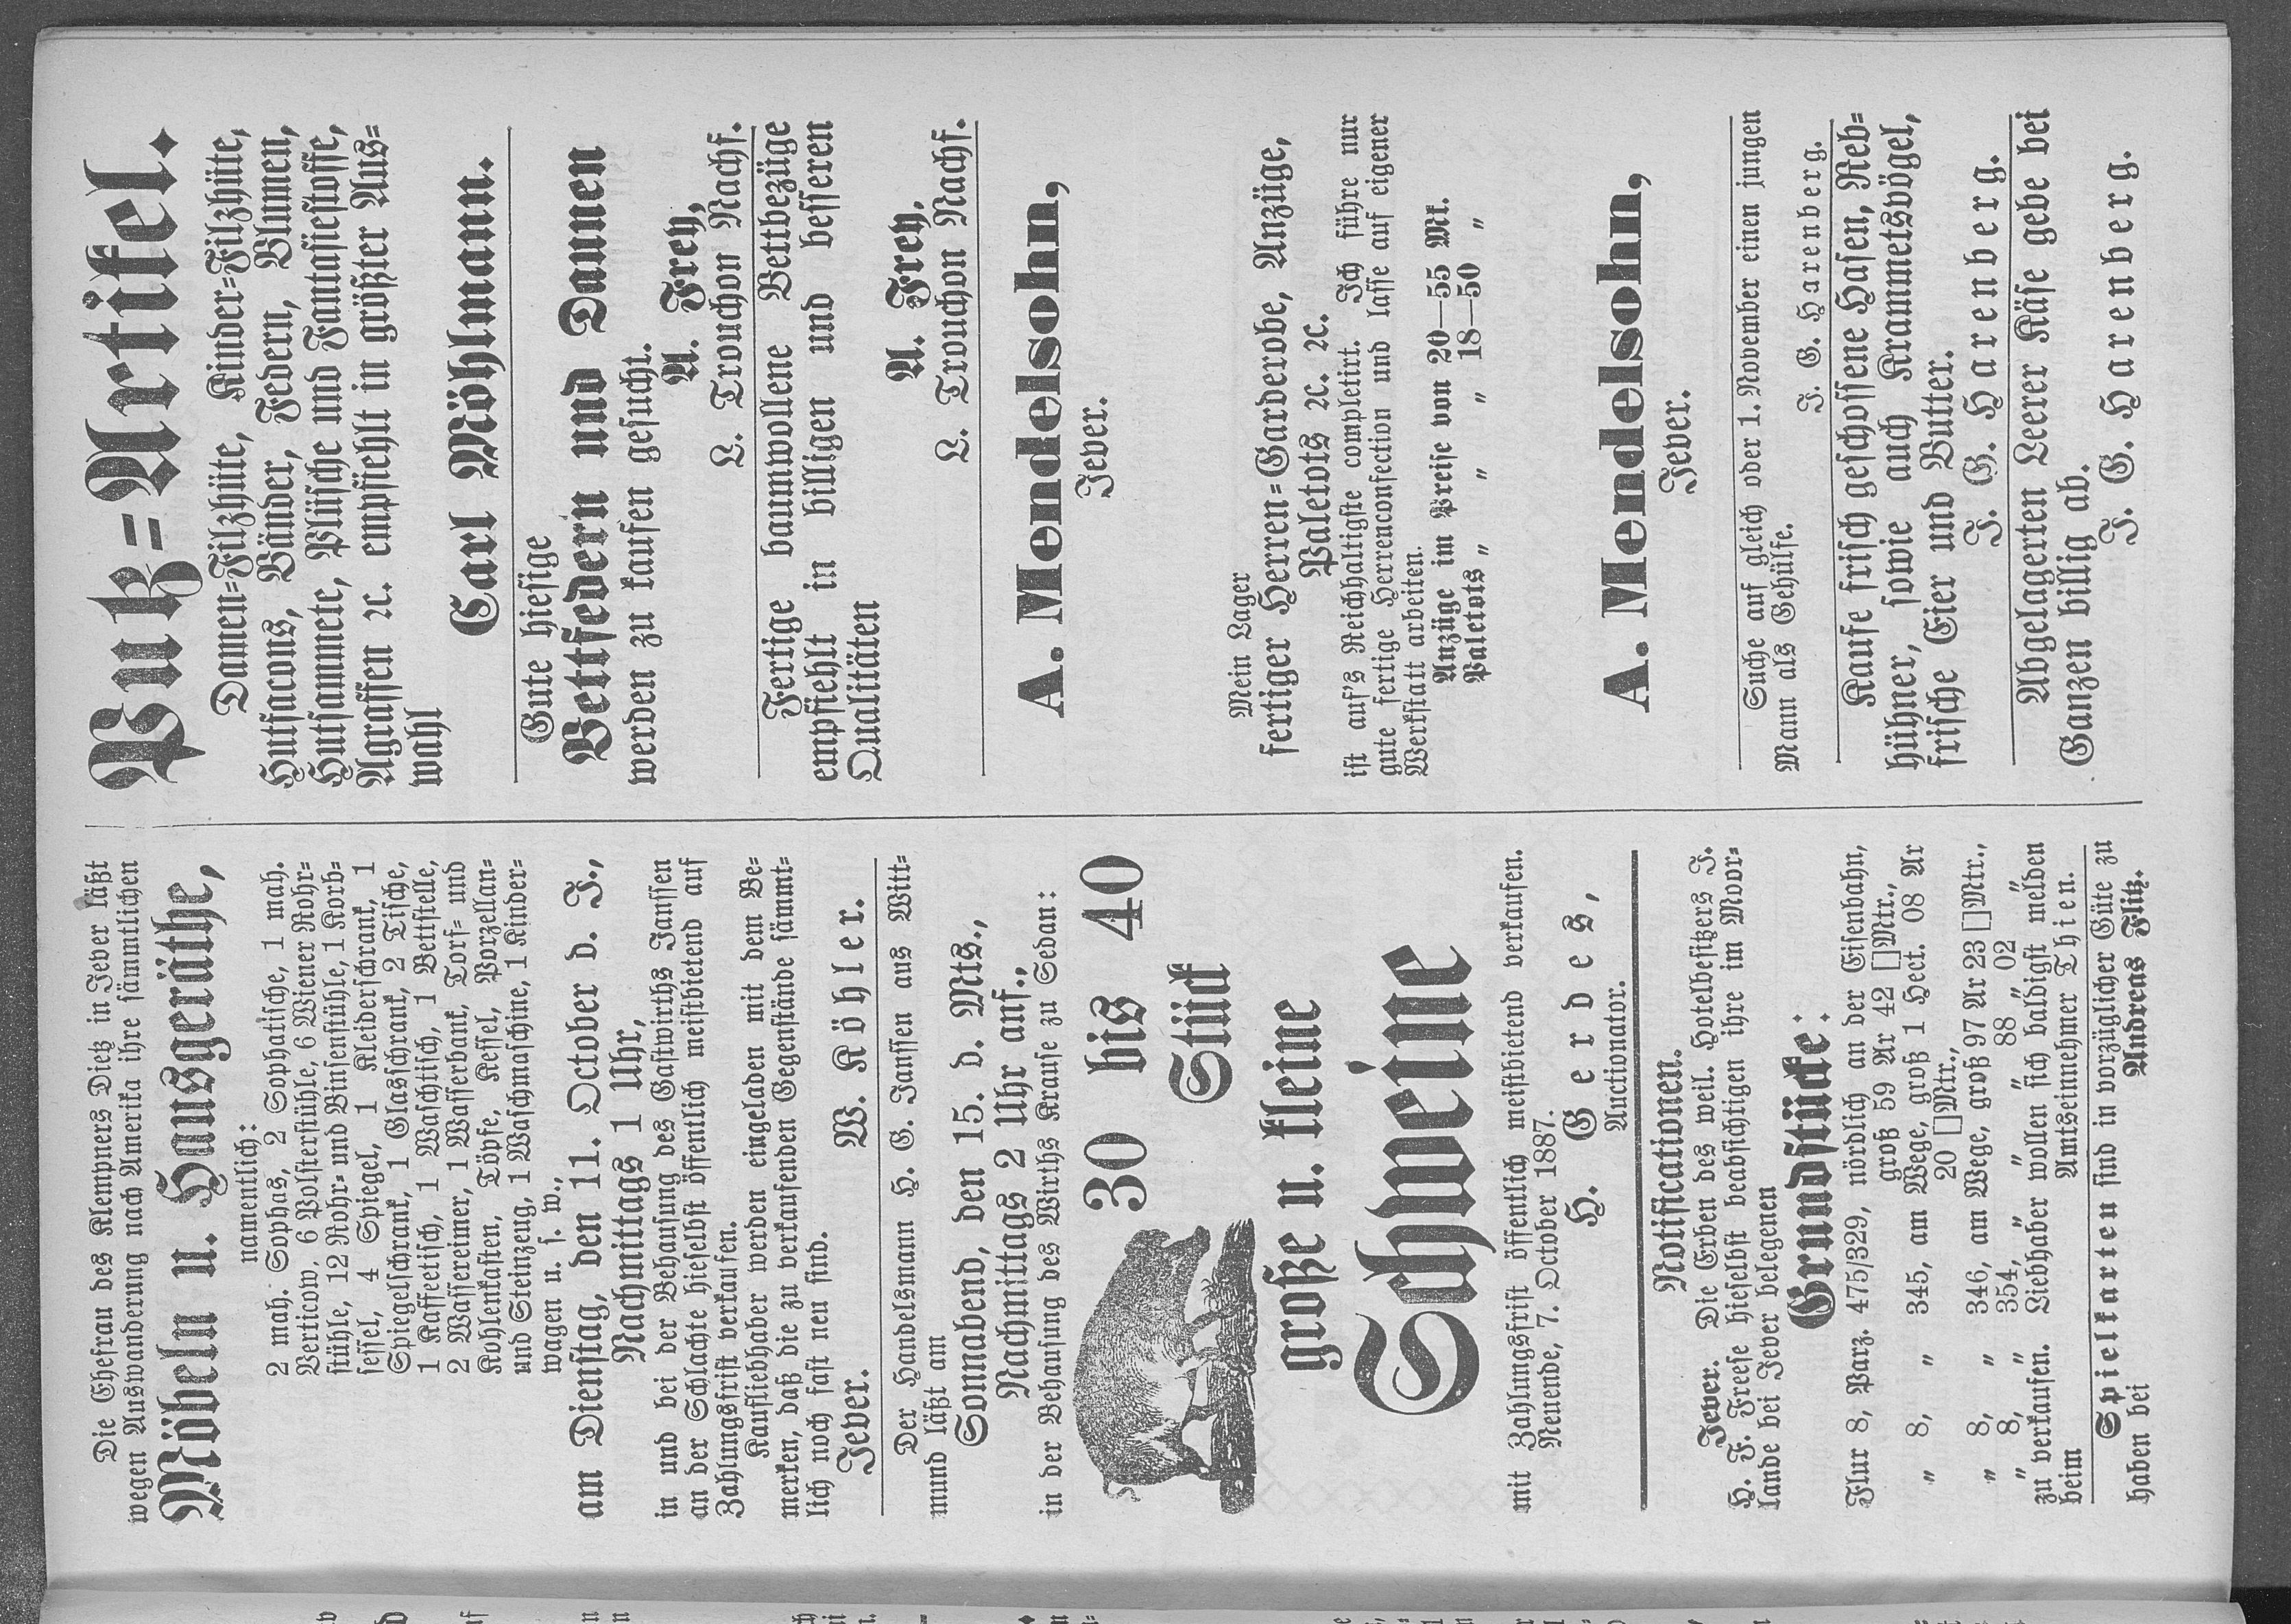 Die Ehefrau des Klempners Dietz in Jever läßt
wegen Auswanderung nach Amerika ihre sämmtlichen
Möbeln u. Hausgeräthe,
namentlich:
2 mah. Sophas, 2 Sophatische, 1 mah.
Verticow, 6 Polsterstühle, 6 Wiener Rohr-
stühle, 12 Rohr- und Binsenstühle, 1 Korb-
sessel, 4 Spiegel, 1 Kleiderschrank, 1
Spiegelschrank, 1 Glasschrank, 2 Tische,
1 Kaffeetisch, 1 Waschtisch, 1 Bettstelle,
2 Wassereimer, 1 Wasserbank, Torf- und
Kohlenkasten, Töpfe, Kessel, Porzellan-
und Steinzeug, 1 Waschmaschine, 1 Kinder-
wagen u. s. w.,
am Dienstag, den 11. October d. J.,
Nachmittags 1 Uhr,
in und bei der Behausung des Gastwirths Janssen
an der Schlachte hieselbst öffentlich meistbietend auf
Zahlungsfrist verkaufen.
Kaufliebhaber werden eingeladen mit dem Be-
merken, daß die zu verkaufenden Gegenstände sämmt-
lich noch fast neu sind.
Jever. W. Köhler.
Der Handelsmann H. G. Janssen aus Witt-
mund läßt am
Sonnabend, den 15. d. Mts.,
Nachmittags 2 Uhr anf.,
in der Behausung des Wirths Krause zu Sedan:
30 bis 40
Stück
große u. kleine
Schweine
mit Zahlungsfrist öffentlich meistbietend verkaufen.
Neuende, 7. October 1887.
H. Gerdes,
Auctionator.
Notificationen.
Jever. Die Erben des weil. Hotelbesitzers J.
H. F. Freese hieselbst beabsichtigen ihre im Moor-
lande bei Jever belegenen
Grundstücke:
Flur 8, Parz. 475/329, nördlich an der Eisenbahn,
groß 59 Ar 42 []Mtr.,
" 8, " 345, am Wege, groß 1 Hect. 08 Ar
20 []Mtr.,
" 8, " 346, am Wege, groß 97 Ar 23 []Mtr.,
" 8, " 354, " " " 88 " 02 "
zu verkaufen. Liebhaber wollen sich baldigst melden
beim Amtseinnehmer Thien.
Spielkarten sind in vorzüglicher Güte zu
haben bei Andreas Flitz.
Putz-Artikel.
Damen-Filzhüte, Kinder-Filzhüte,
Hutfacons, Bänder, Federn, Blumen,
Hutsammete, Plüsche und Fantasiestoffe,
Agraffen ꝛc. empfiehlt in größter Aus-
wahl
Carl Möhlmann.
Gute hiesige
Bettfedern und Daunen
werden zu kaufen gesucht.
A. Frey,
L. Trouchon Nachf.
Fertige baumwollene Bettbezüge
empfiehlt in billigen und besseren
Qualitäten
A. Frey,
L. Trouchon Nachf.
A. Mendelsohn,
Jever.
Mein Lager
fertiger Herren-Garderobe, Anzüge,
Paletots ꝛc. ꝛc.
ist auf's Reichhaltigste completirt. Ich führe nur
gute fertige Herrenconfection und lasse auf eigener
Werkstatt arbeiten.
Anzüge im Preise von 20—55 Mk.
Paletots " " " 18—50 "
A. Mendelsohn,
Jever.
Suche auf gleich oder 1. November einen jungen
Mann als Gehülfe.
J. G. Harenberg.
Kaufe frisch geschossene Hasen, Reb-
hühner, sowie auch Krammetsvögel,
frische Eier und Butter.
J. G. Harenberg.
Abgelagerten Leerer Käse gebe bei
Ganzen billig ab.
J. G. Harenberg.